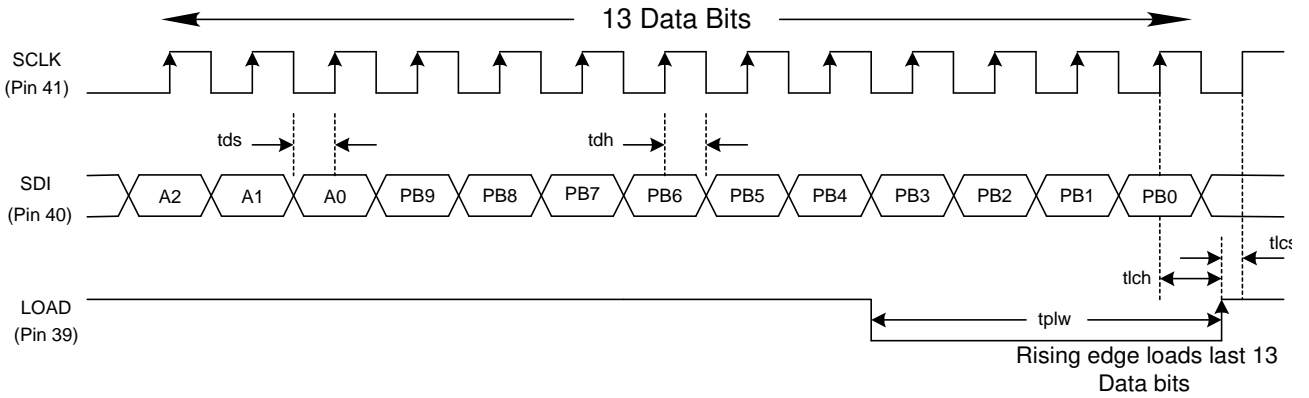 13 Data Bits
SCLK
(Pin 41)
tds
tdh
SDI
(Pin 40)
A2 A1 A0 PB9 PB8 PB7 PB6 PB5 PB4 PB3 PB2 PB1 PB0
tlcs
tlch
LOAD
(Pin 39)
tplw
Rising edge loads last 13
Data bits